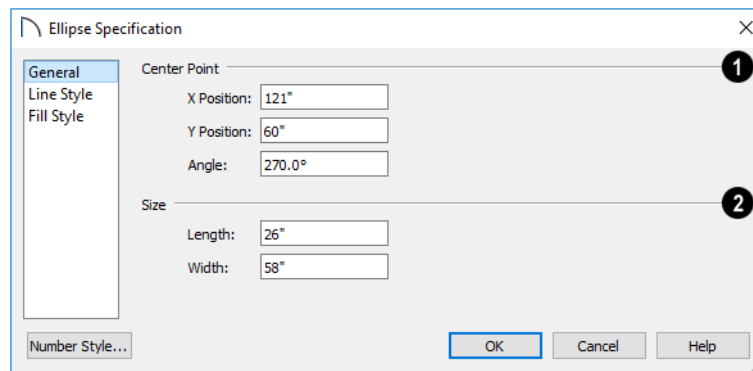 Ellipse Specification
General
Line Style
Fill Style
Center Point
1
X Position: 121"
Y Position: 60"
Angle: 270.0°
Size
2
Length: 26"
Width: 58"
Number Style...
OK
Cancel
Help